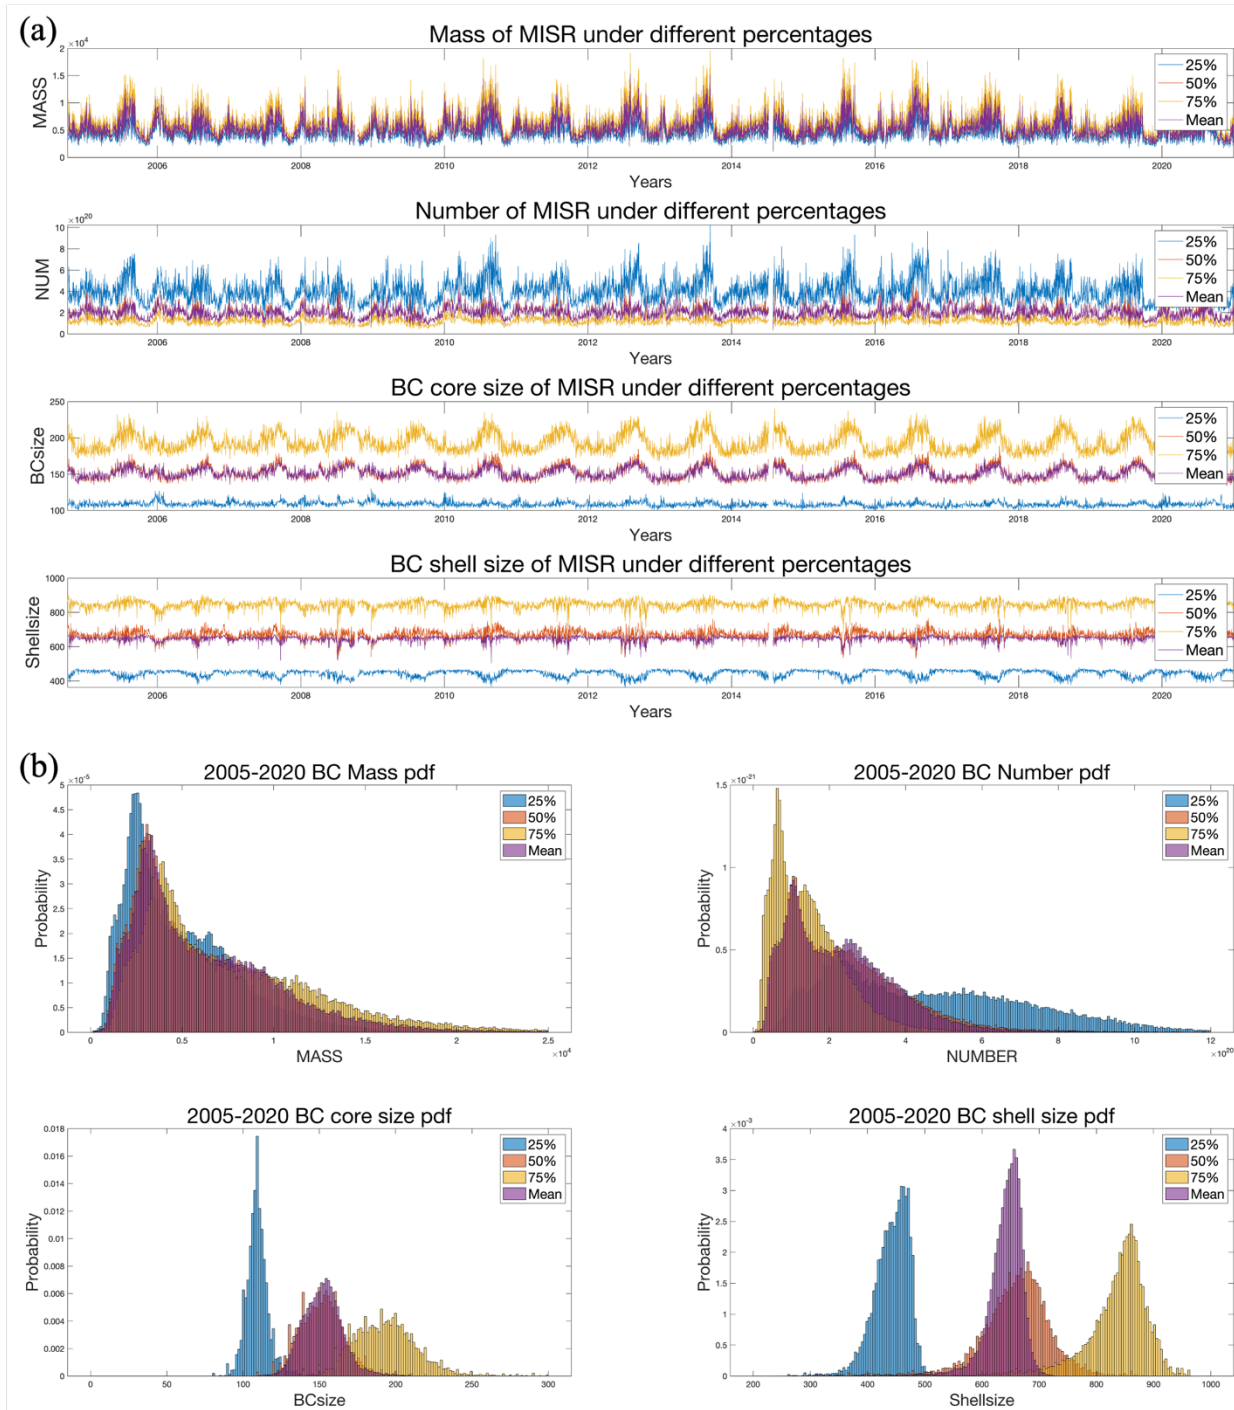 (a)
Mass of MISR under different percentages
×10^4
MASS
2
1.5
1
0.5
0
2006 2008 2010 2012 2014 2016 2018 2020
Years
25%
50%
75%
Mean
Number of MISR under different percentages
×10^20
NUM
10
8
6
4
2
0
2006 2008 2010 2012 2014 2016 2018 2020
Years
25%
50%
75%
Mean
BC core size of MISR under different percentages
BCsize
250
200
150
100
2006 2008 2010 2012 2014 2016 2018 2020
Years
25%
50%
75%
Mean
BC shell size of MISR under different percentages
Shellsize
1000
800
600
400
2006 2008 2010 2012 2014 2016 2018 2020
Years
25%
50%
75%
Mean
(b)
2005-2020 BC Mass pdf
×10^-5
Probability
5
4.5
4
3.5
3
2.5
2
1.5
1
0.5
0
0 0.5 1 1.5 2 2.5
×10^4
MASS
25%
50%
75%
Mean
2005-2020 BC Number pdf
×10^-21
Probability
1.5
1
0.5
0
0 2 4 6 8 10 12
×10^20
NUMBER
25%
50%
75%
Mean
2005-2020 BC core size pdf
Probability
0.018
0.016
0.014
0.012
0.01
0.008
0.006
0.004
0.002
0
0 50 100 150 200 250 300
BCsize
25%
50%
75%
Mean
2005-2020 BC shell size pdf
×10^-3
Probability
4
3.5
3
2.5
2
1.5
1
0.5
0
200 300 400 500 600 700 800 900 1000
Shellsize
25%
50%
75%
Mean